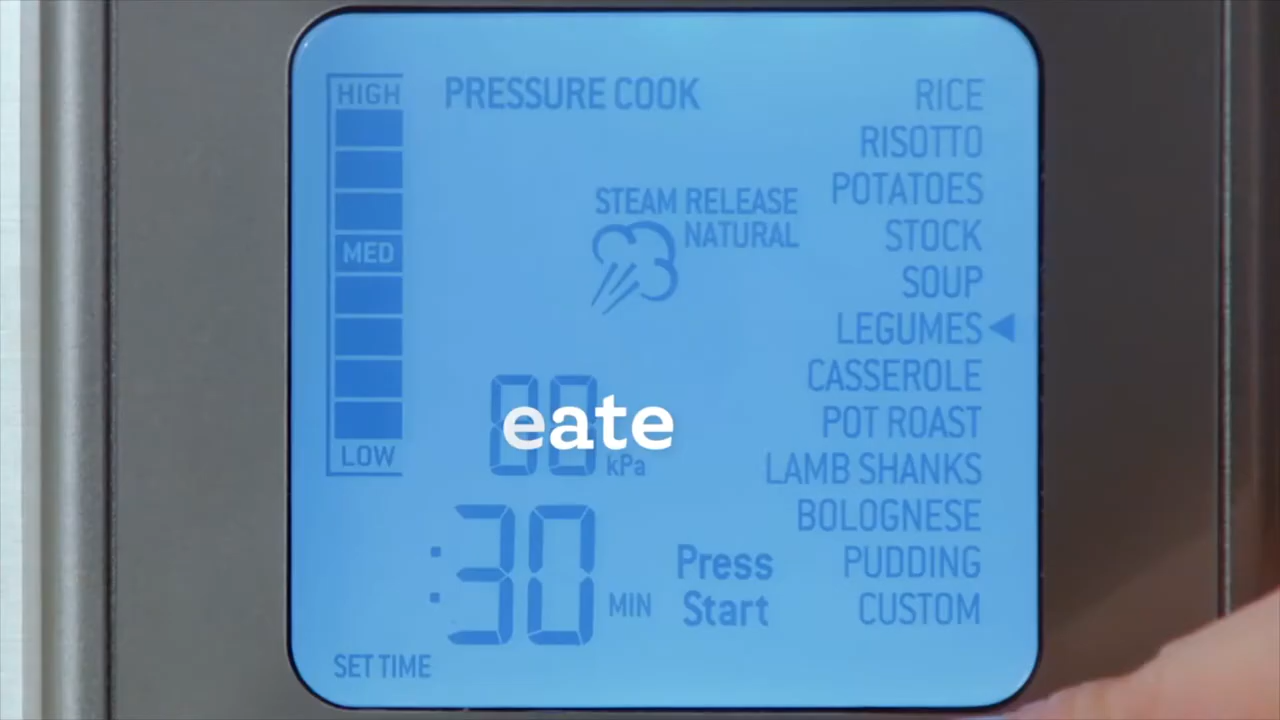 HIGH
MED
LOW
PRESSURE COOK
STEAM RELEASE
NATURAL
eate
kPa
:30 MIN
Press
Start
SET TIME
RICE
RISOTTO
POTATOES
STOCK
SOUP
LEGUMES
CASSEROLE
POT ROAST
LAMB SHANKS
BOLOGNESE
PUDDING
CUSTOM